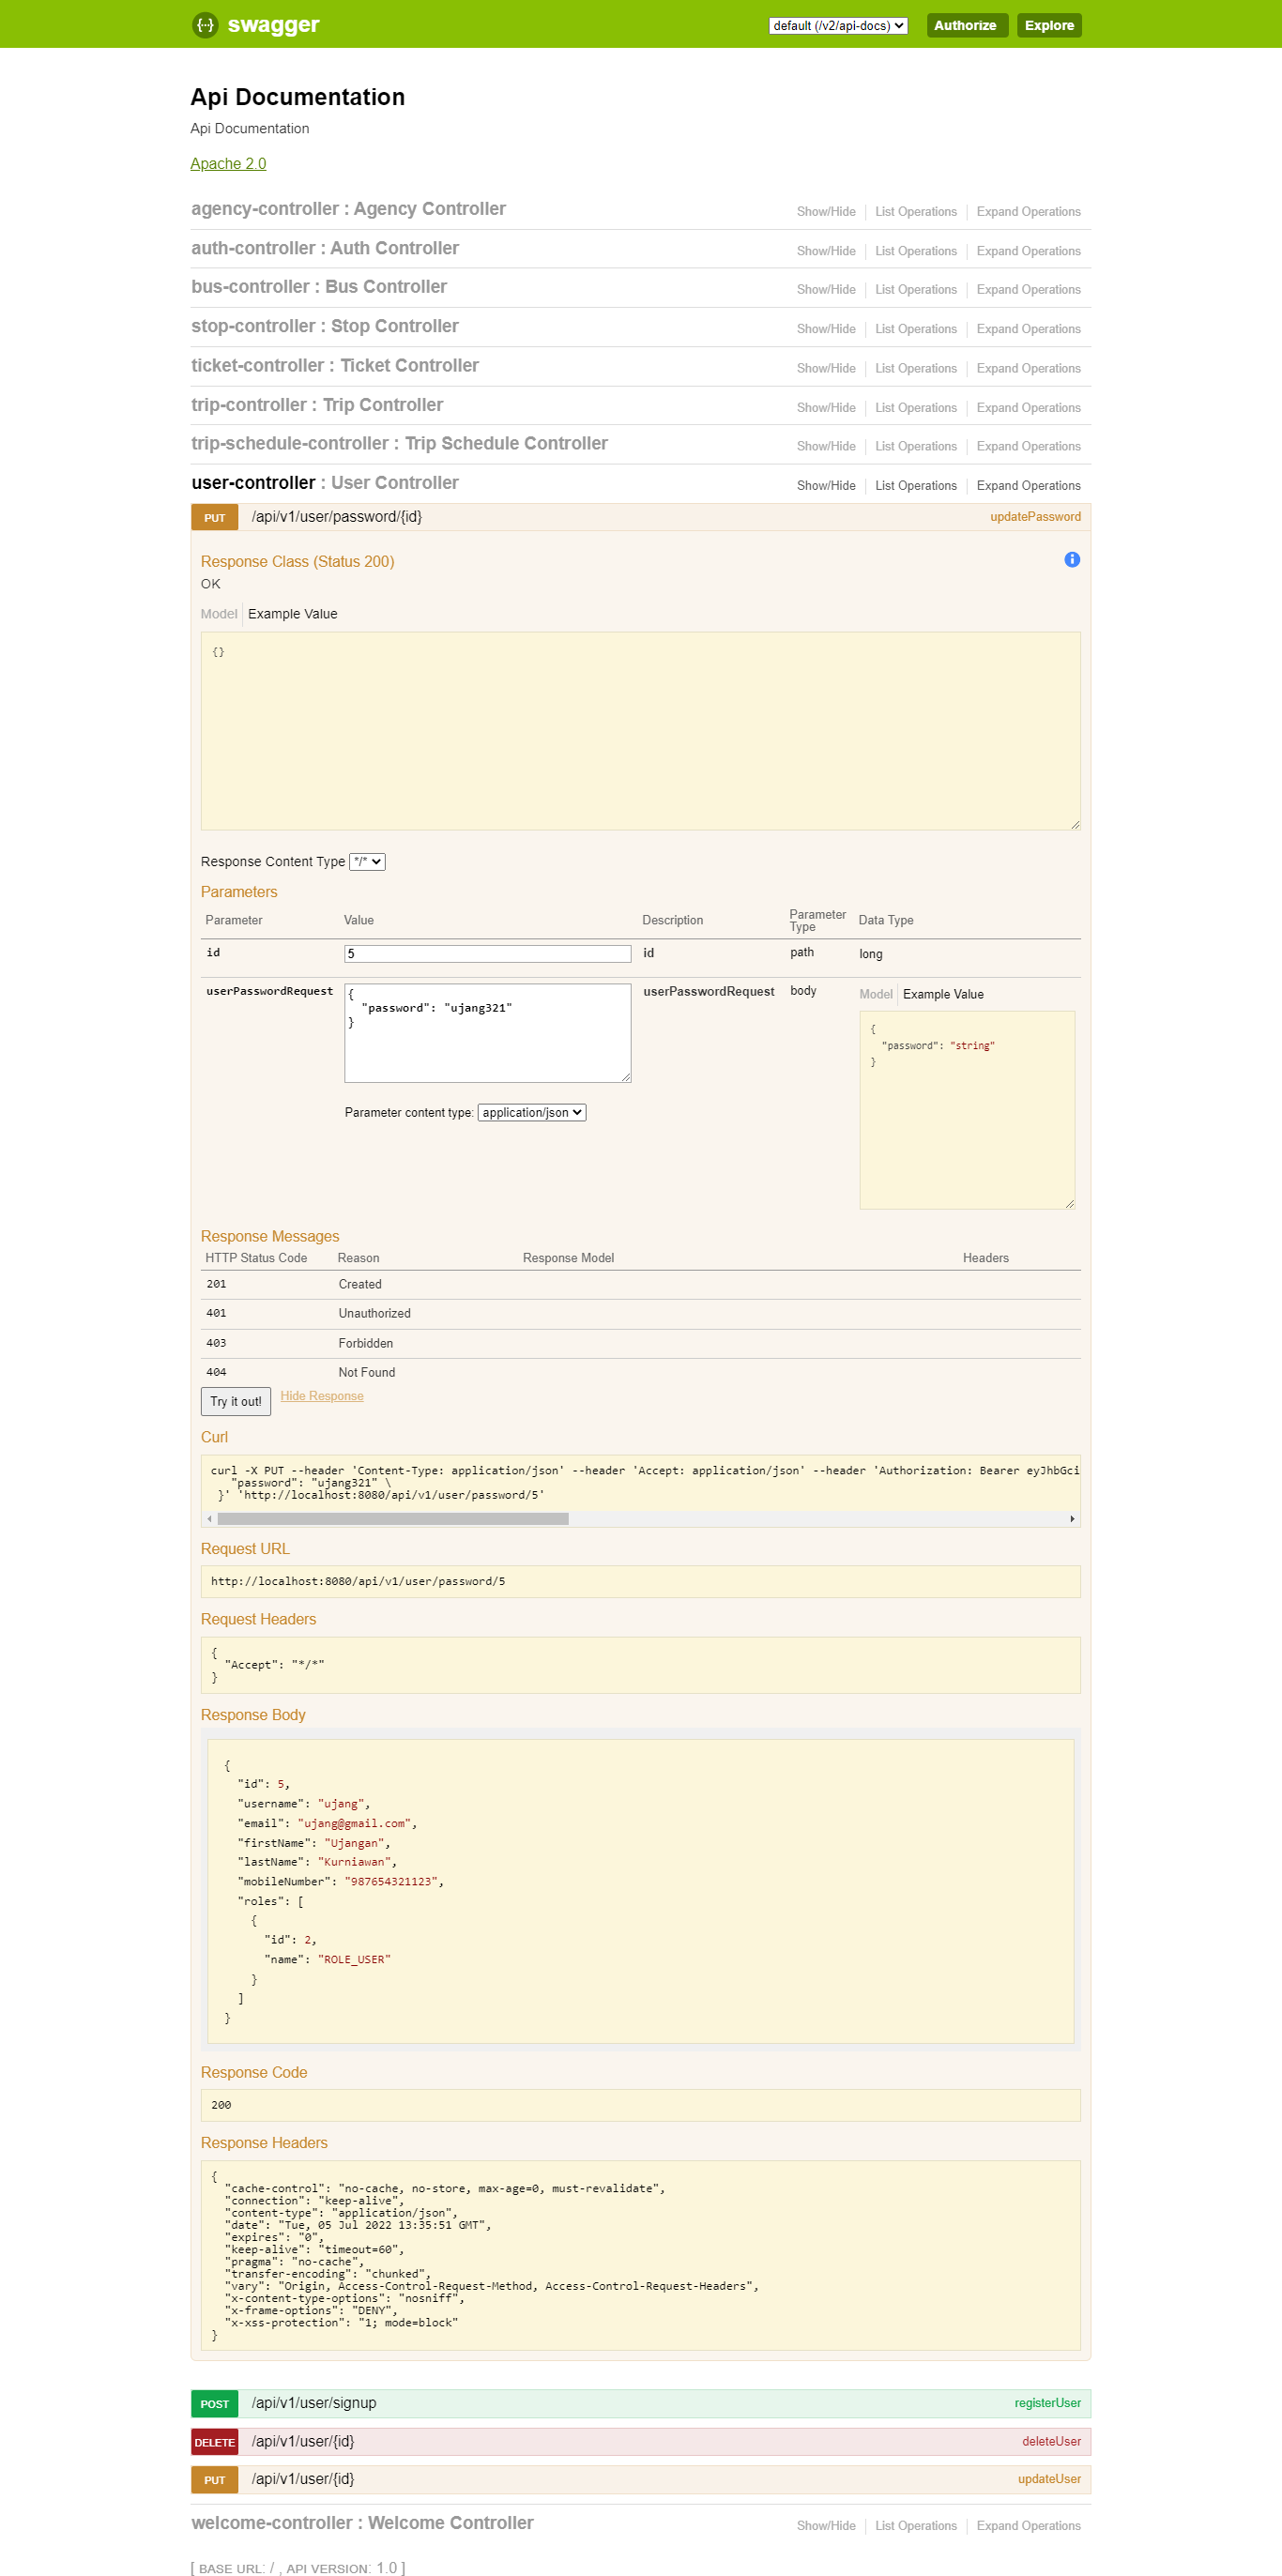 {···} swagger default (/v2/api-docs) Authorize Explore
Api Documentation
Api Documentation
Apache 2.0
agency-controller : Agency Controller Show/Hide List Operations Expand Operations
auth-controller : Auth Controller Show/Hide List Operations Expand Operations
bus-controller : Bus Controller Show/Hide List Operations Expand Operations
stop-controller : Stop Controller Show/Hide List Operations Expand Operations
ticket-controller : Ticket Controller Show/Hide List Operations Expand Operations
trip-controller : Trip Controller Show/Hide List Operations Expand Operations
trip-schedule-controller : Trip Schedule Controller Show/Hide List Operations Expand Operations
user-controller : User Controller Show/Hide List Operations Expand Operations
PUT /api/v1/user/password/{id} updatePassword
Response Class (Status 200)
OK
Model Example Value
{}
Response Content Type */*
Parameters
Parameter Value Description Parameter Type Data Type
id 5 id path long
userPasswordRequest { userPasswordRequest body Model Example Value
"password": "ujang321"
}
{
"password": "string"
}
Parameter content type: application/json
Response Messages
HTTP Status Code Reason Response Model Headers
201 Created
401 Unauthorized
403 Forbidden
404 Not Found
Try it out! Hide Response
Curl
curl -X PUT --header 'Content-Type: application/json' --header 'Accept: application/json' --header 'Authorization: Bearer eyJhbGci
"password": "ujang321" \
}' 'http://localhost:8080/api/v1/user/password/5'
Request URL
http://localhost:8080/api/v1/user/password/5
Request Headers
{
"Accept": "*/*"
}
Response Body
{
"id": 5,
"username": "ujang",
"email": "ujang@gmail.com",
"firstName": "Ujangan",
"lastName": "Kurniawan",
"mobileNumber": "987654321123",
"roles": [
{
"id": 2,
"name": "ROLE_USER"
}
]
}
Response Code
200
Response Headers
{
"cache-control": "no-cache, no-store, max-age=0, must-revalidate",
"connection": "keep-alive",
"content-type": "application/json",
"date": "Tue, 05 Jul 2022 13:35:51 GMT",
"expires": "0",
"keep-alive": "timeout=60",
"pragma": "no-cache",
"transfer-encoding": "chunked",
"vary": "Origin, Access-Control-Request-Method, Access-Control-Request-Headers",
"x-content-type-options": "nosniff",
"x-frame-options": "DENY",
"x-xss-protection": "1; mode=block"
}
POST /api/v1/user/signup registerUser
DELETE /api/v1/user/{id} deleteUser
PUT /api/v1/user/{id} updateUser
welcome-controller : Welcome Controller Show/Hide List Operations Expand Operations
[ BASE URL: / , API VERSION: 1.0 ]